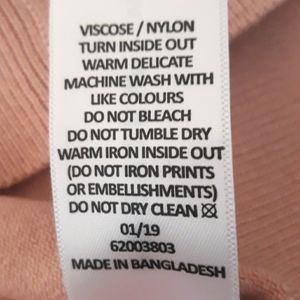 VISCOSE / NYLON
TURN INSIDE OUT
WARM DELICATE
MACHINE WASH WITH
LIKE COLOURS
DO NOT BLEACH
DO NOT TUMBLE DRY
WARM IRON INSIDE OUT
(DO NOT IRON PRINTS
OR EMBELLISHMENTS)
DO NOT DRY CLEAN
01/19
62003803
MADE IN BANGLADESH